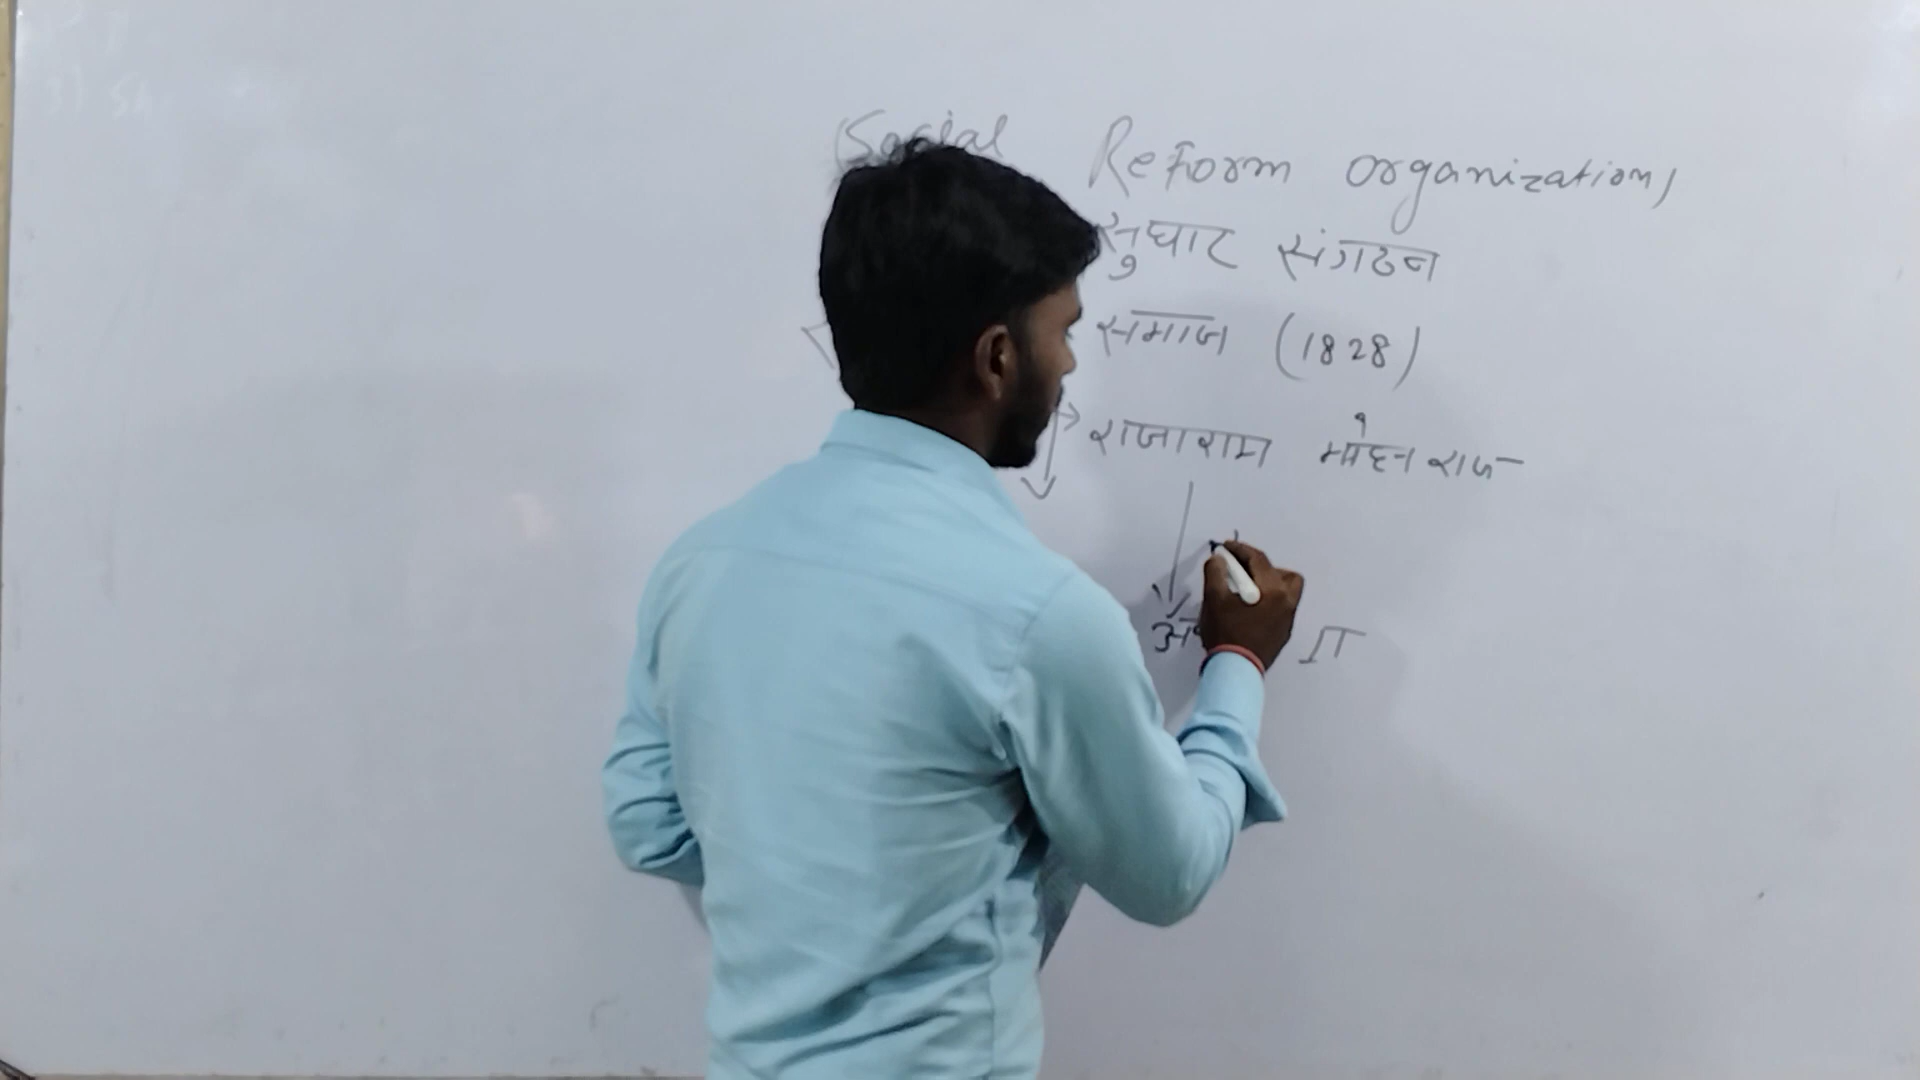 Social Reform organizations
सुधार संगठन
समाज (1828)
राजाराम मोहन राय